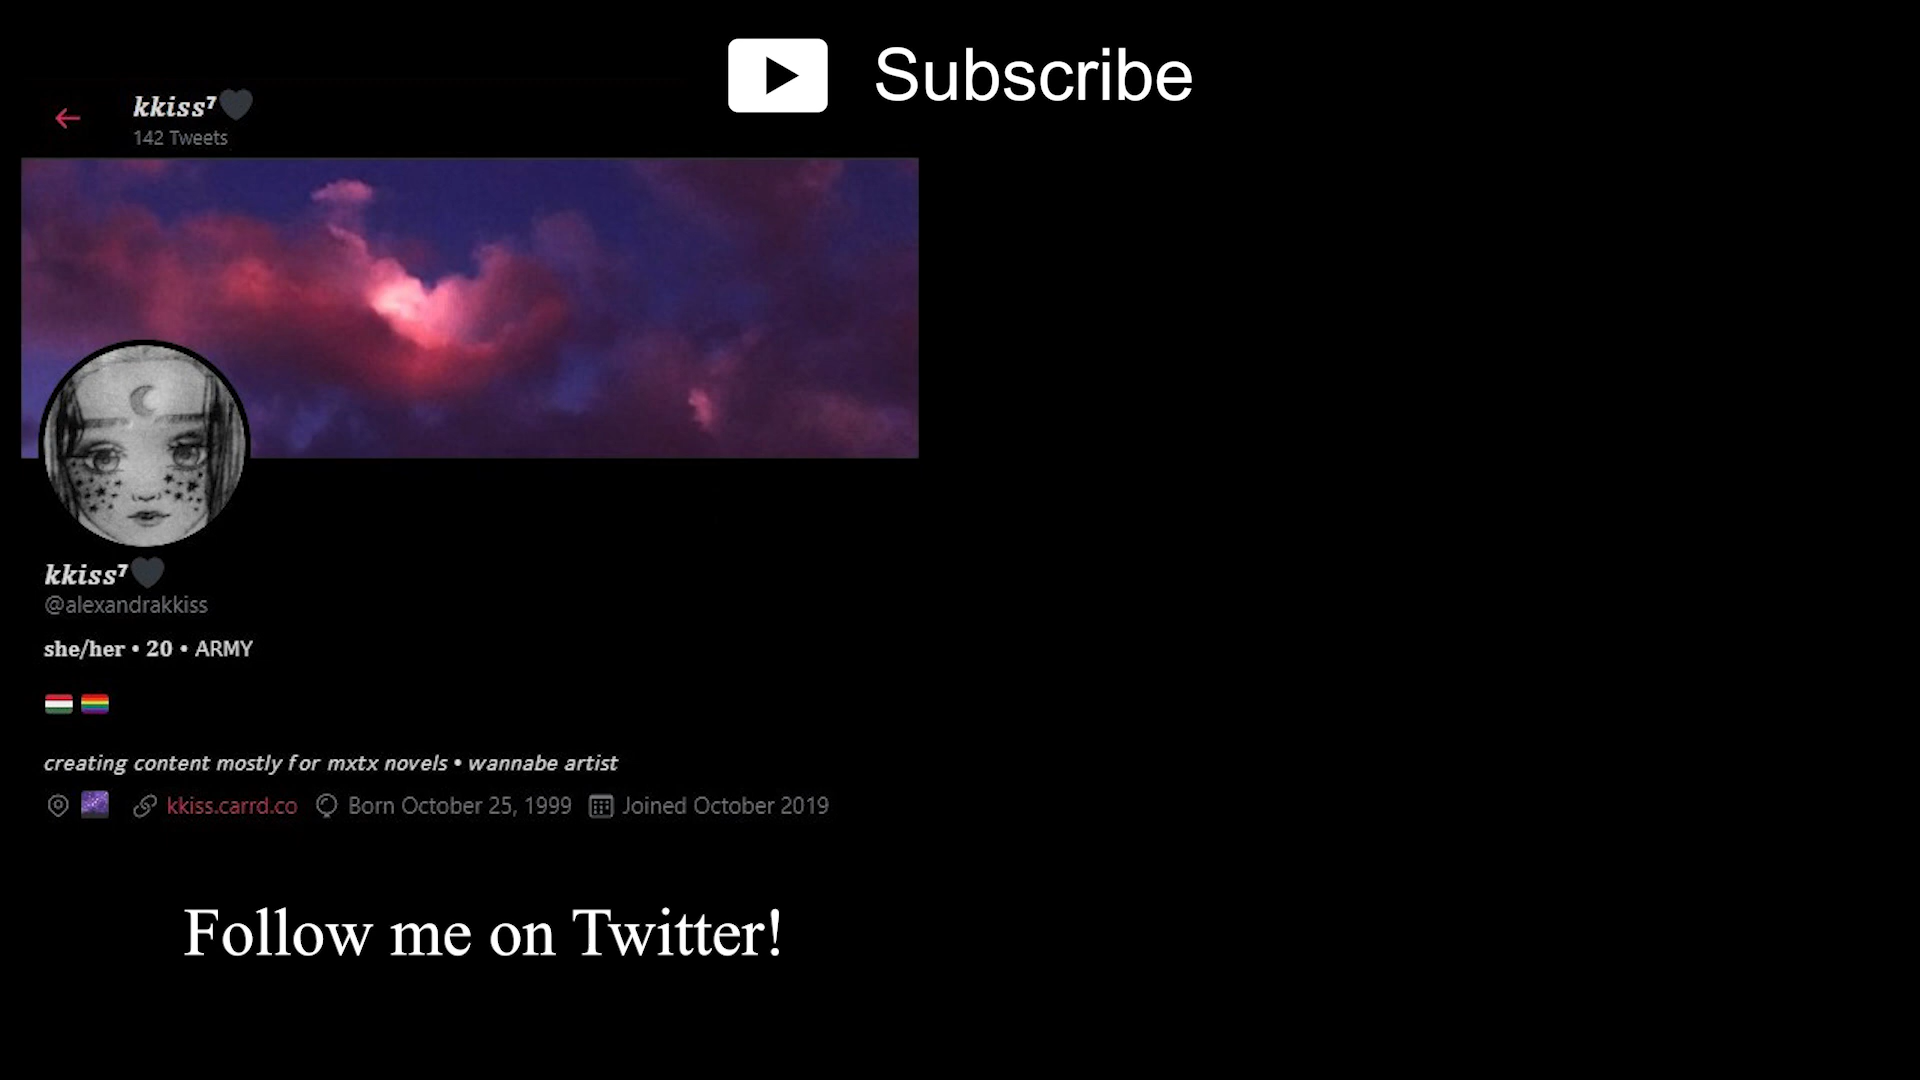 Subscribe
kkiss⁷🖤
142 Tweets
kkiss⁷🖤
@alexandrakkiss
she/her • 20 • ARMY
🇭🇺 🏳️‍🌈
creating content mostly for mxtx novels • wannabe artist
kkiss.carrd.co Born October 25, 1999 Joined October 2019
Follow me on Twitter!